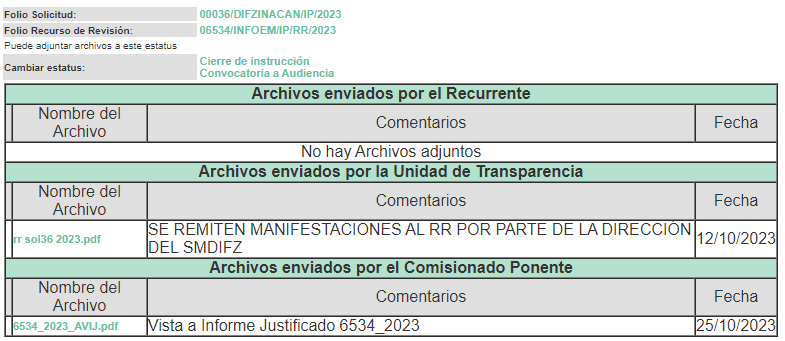 Folio Solicitud: 00036/DIFZINACAN/IP/2023
Folio Recurso de Revisión: 06534/INFOEM/IP/RR/2023
Puede adjuntar archivos a este estatus
Cambiar estatus: Cierre de instrucción
Convocatoria a Audiencia
Archivos enviados por el Recurrente
Nombre del Archivo Comentarios Fecha
No hay Archivos adjuntos
Archivos enviados por la Unidad de Transparencia
Nombre del Archivo Comentarios Fecha
rr sol36 2023.pdf SE REMITEN MANIFESTACIONES AL RR POR PARTE DE LA DIRECCIÓN DEL SMDIFZ 12/10/2023
Archivos enviados por el Comisionado Ponente
Nombre del Archivo Comentarios Fecha
6534_2023_AVIJ.pdf Vista a Informe Justificado 6534_2023 25/10/2023